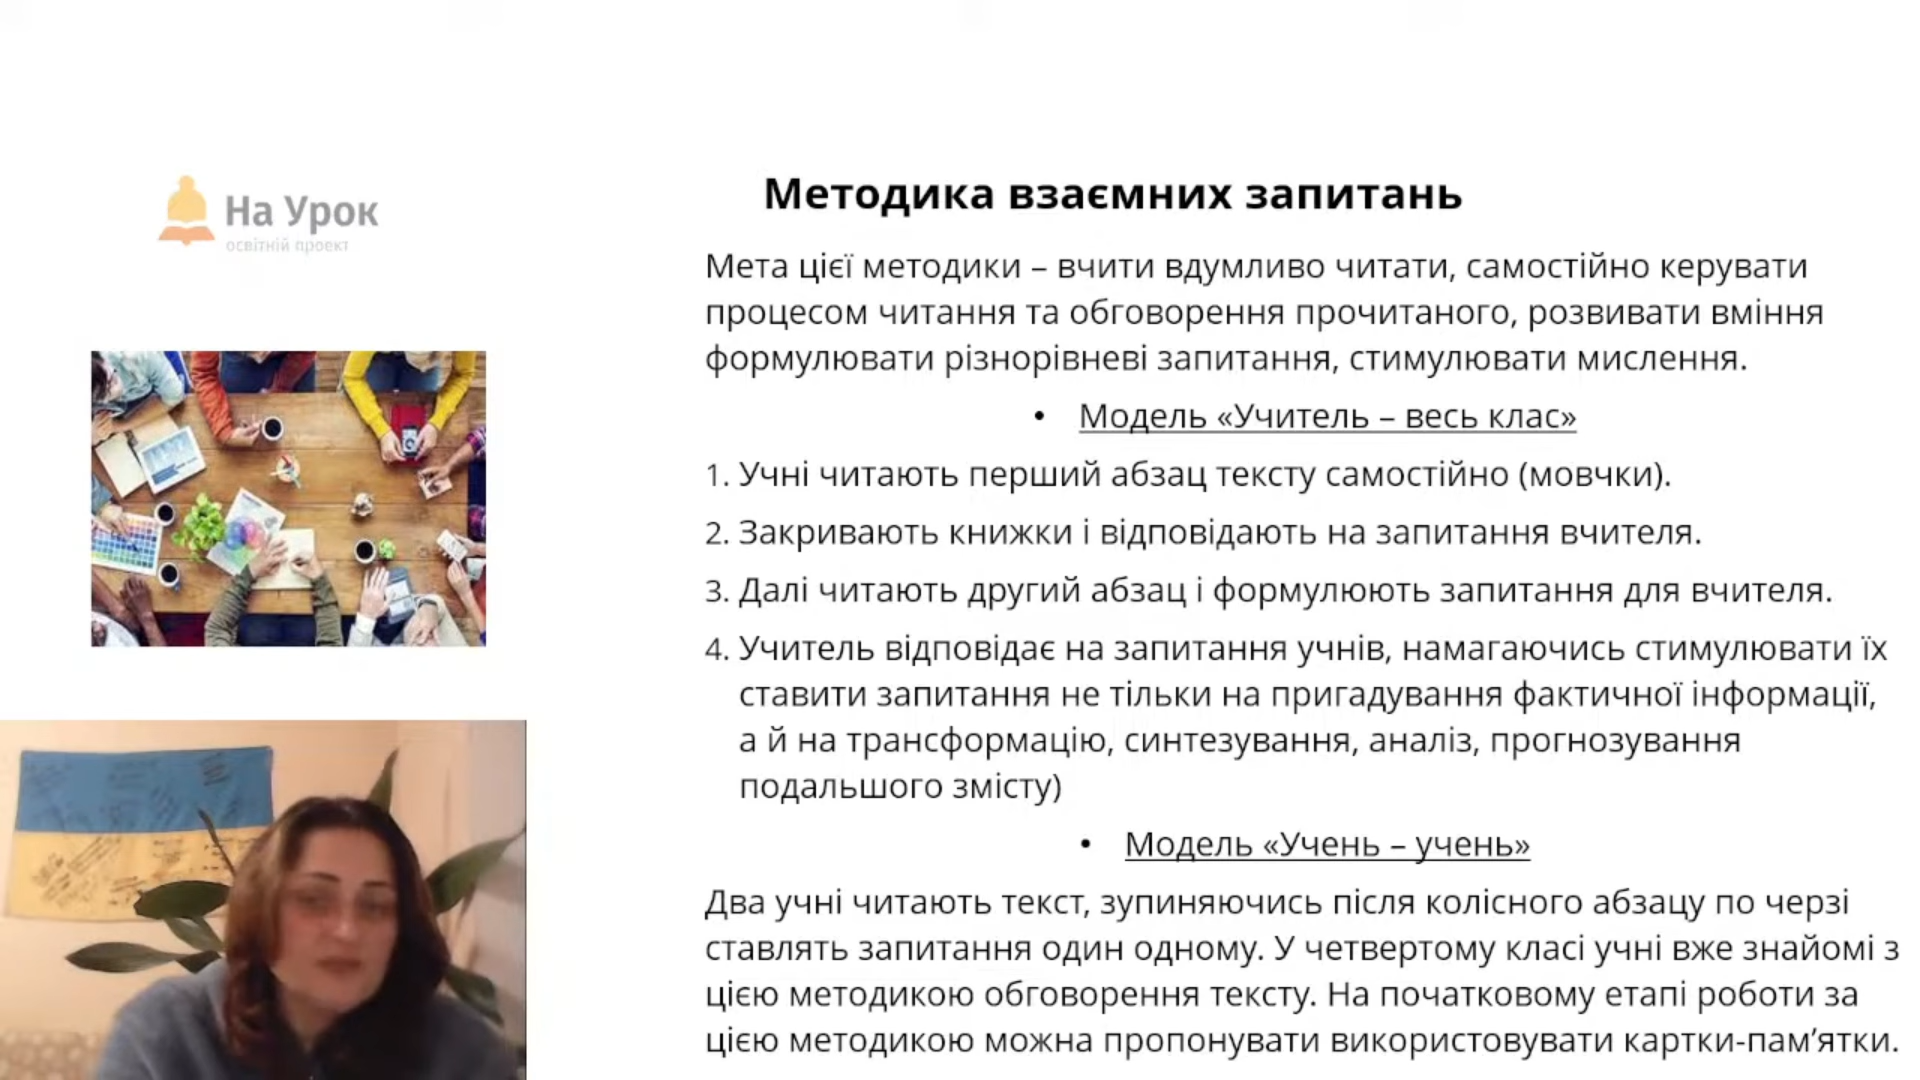 На Урок
освітній проект
Методика взаємних запитань
Мета цієї методики – вчити вдумливо читати, самостійно керувати
процесом читання та обговорення прочитаного, розвивати вміння
формулювати різнорівневі запитання, стимулювати мислення.
• Модель «Учитель – весь клас»
1. Учні читають перший абзац тексту самостійно (мовчки).
2. Закривають книжки і відповідають на запитання вчителя.
3. Далі читають другий абзац і формулюють запитання для вчителя.
4. Учитель відповідає на запитання учнів, намагаючись стимулювати їх
ставити запитання не тільки на пригадування фактичної інформації,
а й на трансформацію, синтезування, аналіз, прогнозування
подальшого змісту)
• Модель «Учень – учень»
Два учні читають текст, зупиняючись після колісного абзацу по черзі
ставлять запитання один одному. У четвертому класі учні вже знайомі з
цією методикою обговорення тексту. На початковому етапі роботи за
цією методикою можна пропонувати використовувати картки-пам’ятки.